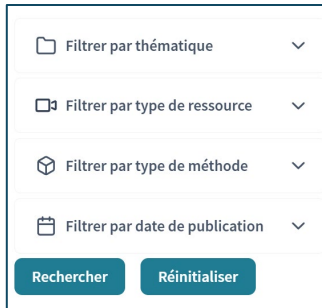 Filtrer par thématique
Filtrer par type de ressource
Filtrer par type de méthode
Filtrer par date de publication
Rechercher Réinitialiser